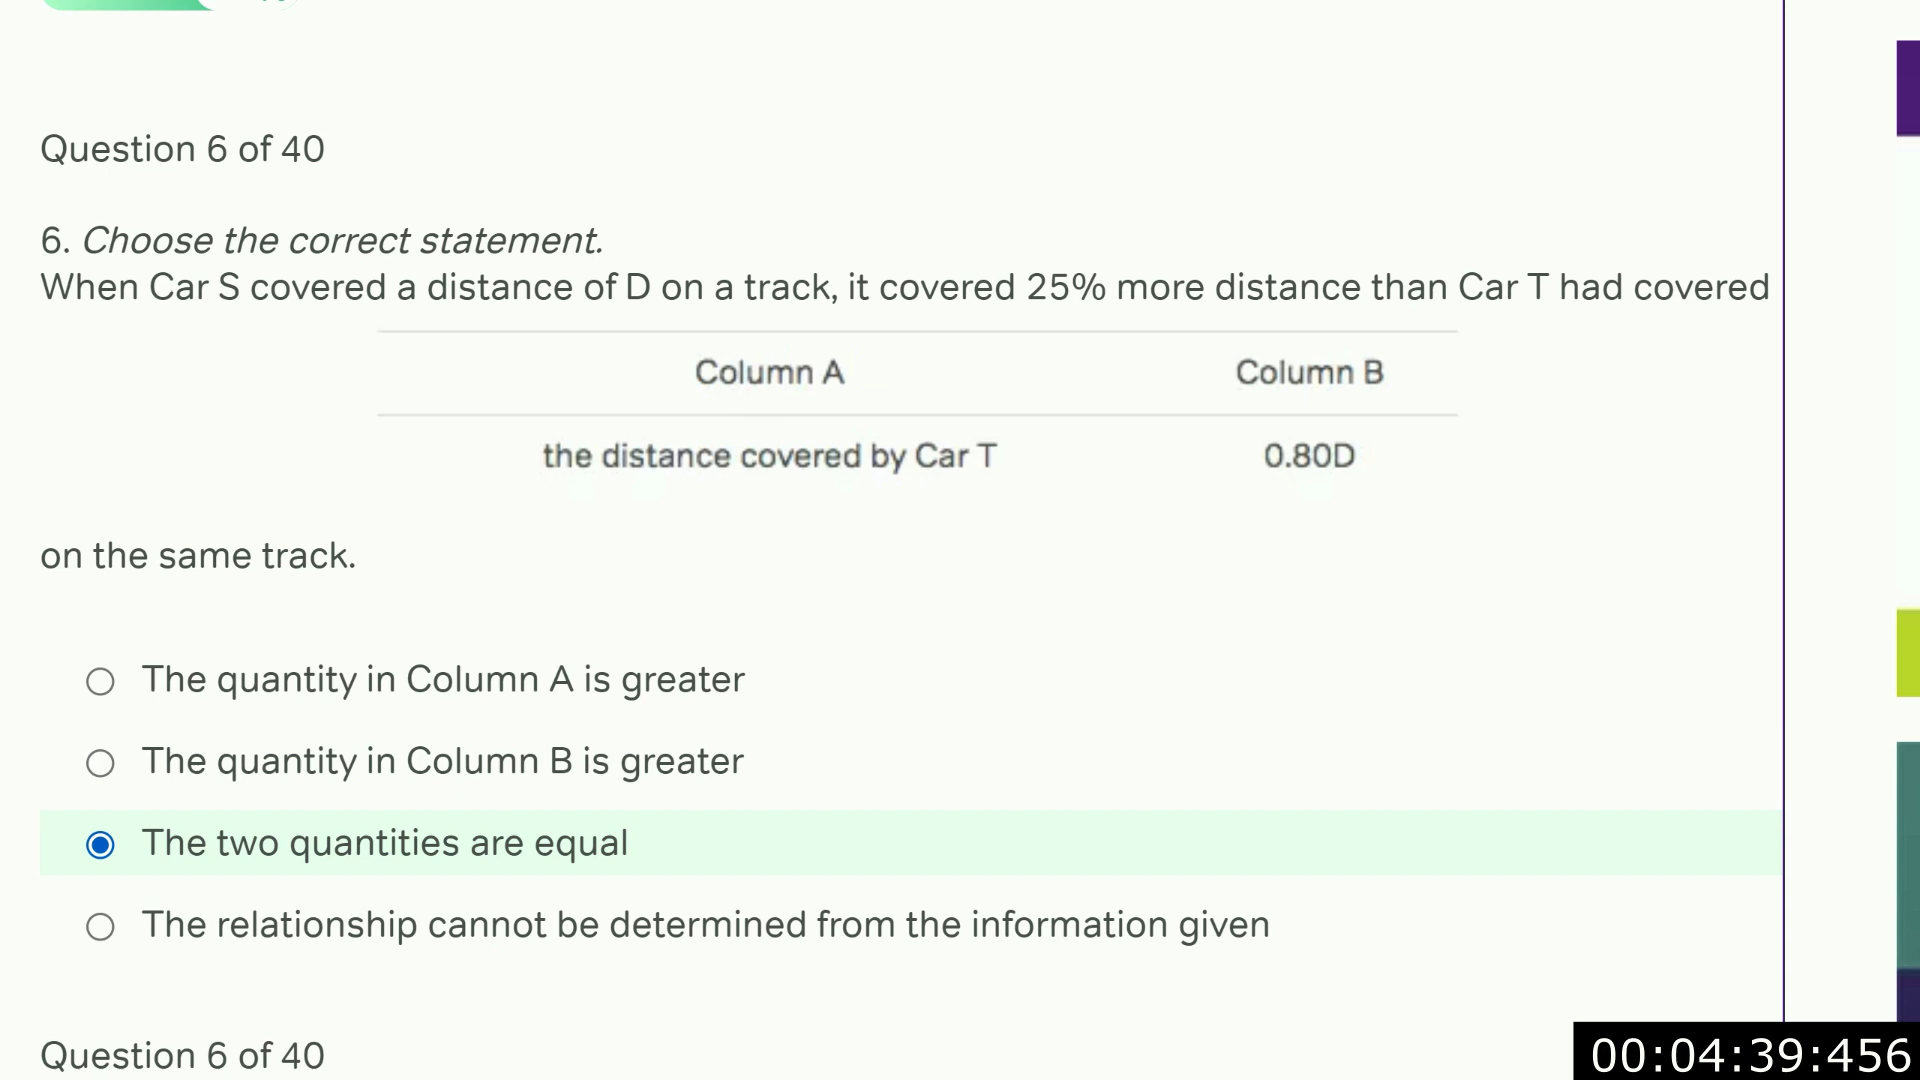 Question 6 of 40
6. Choose the correct statement.
When Car S covered a distance of D on a track, it covered 25% more distance than Car T had covered
Column A Column B
the distance covered by Car T 0.80D
on the same track.
The quantity in Column A is greater
The quantity in Column B is greater
The two quantities are equal
The relationship cannot be determined from the information given
Question 6 of 40
00:04:39:456